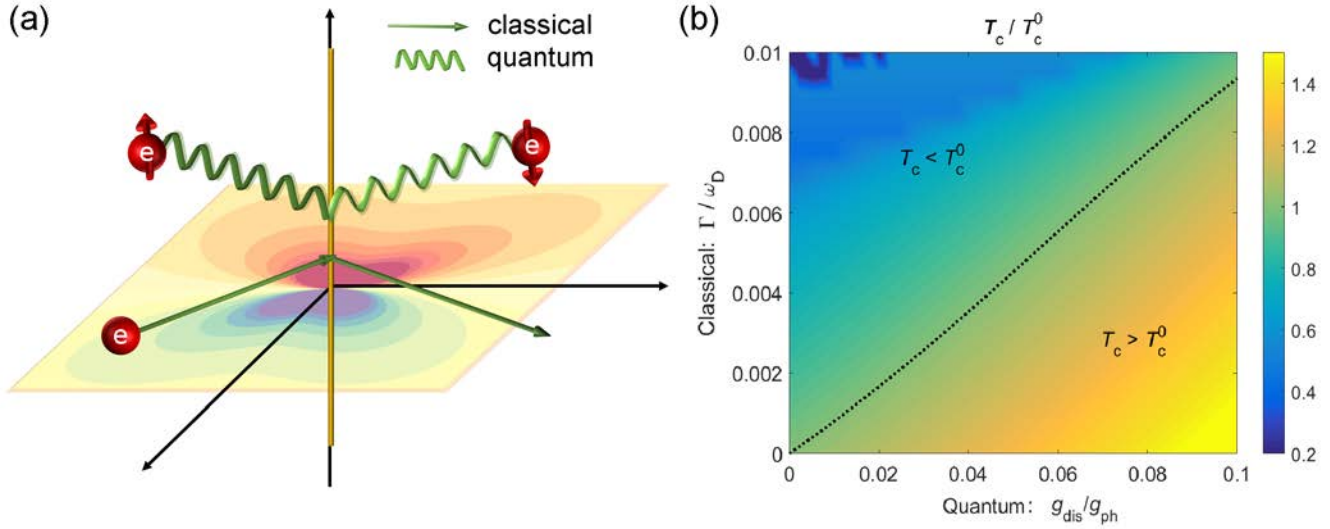 (a)
classical
quantum
e
e
e
(b)
T_c / T_c^0
0.01
0.008
0.006
0.004
0.002
0
Classical: Γ / ω_D
T_c < T_c^0
T_c > T_c^0
0 0.02 0.04 0.06 0.08 0.1
Quantum: g_dis/g_ph
1.4
1.2
1
0.8
0.6
0.4
0.2